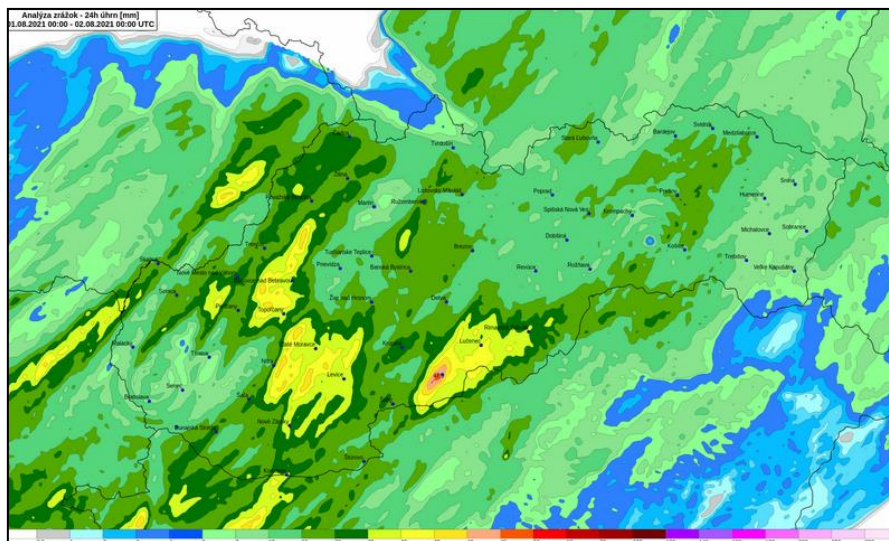 Analýza zrážok - 24h úhrn [mm]
01.08.2021 00:00 - 02.08.2021 00:00 UTC
Čadca
Svidník
Bardejov
Medzilaborce
Stará Ľubovňa
Tvrdošín
Žilina
Snina
Liptovský Mikuláš
Poprad
Prešov
Humenné
Považská Bystrica
Martin
Ružomberok
Spišská Nová Ves
Krompachy
Michalovce
Sobrance
Dobšiná
Trenčín
Turčianske Teplice
Brezno
Košice
Skalica
Prievidza
Banská Bystrica
Revúca
Rožňava
Trebišov
Veľké Kapušany
Nové Mesto nad Váhom
Bánovce nad Bebravou
Senica
Žiar nad Hronom
Detva
Piešťany
Topoľčany
Rimavská Sobota
Malacky
Zlaté Moravce
Krupina
Lučenec
Trnava
Nitra
Levice
Senec
Bratislava
Šaľa
Nové Zámky
Dunajská Streda
Štúrovo
Komárno